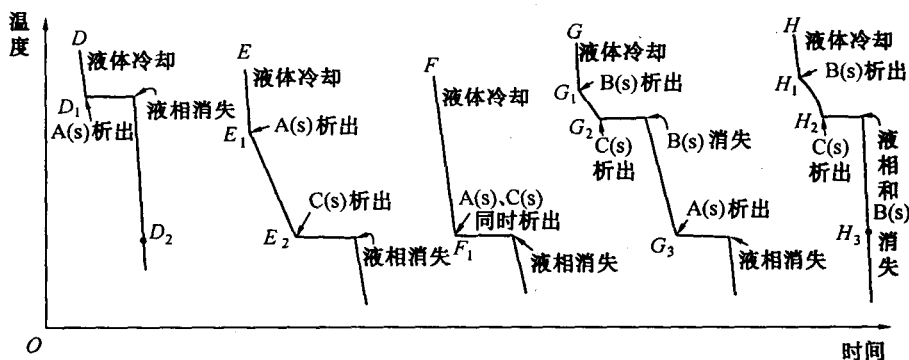 温度
D
液体冷却
D₁
A(s)析出
液相消失
D₂
E
液体冷却
E₁
A(s)析出
C(s)析出
E₂
液相消失
F
液体冷却
A(s)、C(s)
同时析出
F₁
液相消失
G
液体冷却
G₁
B(s)析出
G₂
C(s)
析出
B(s)消失
A(s)析出
G₃
液相消失
H
液体冷却
H₁
B(s)析出
H₂
C(s)
析出
液相和B(s)消失
H₃
O
时间